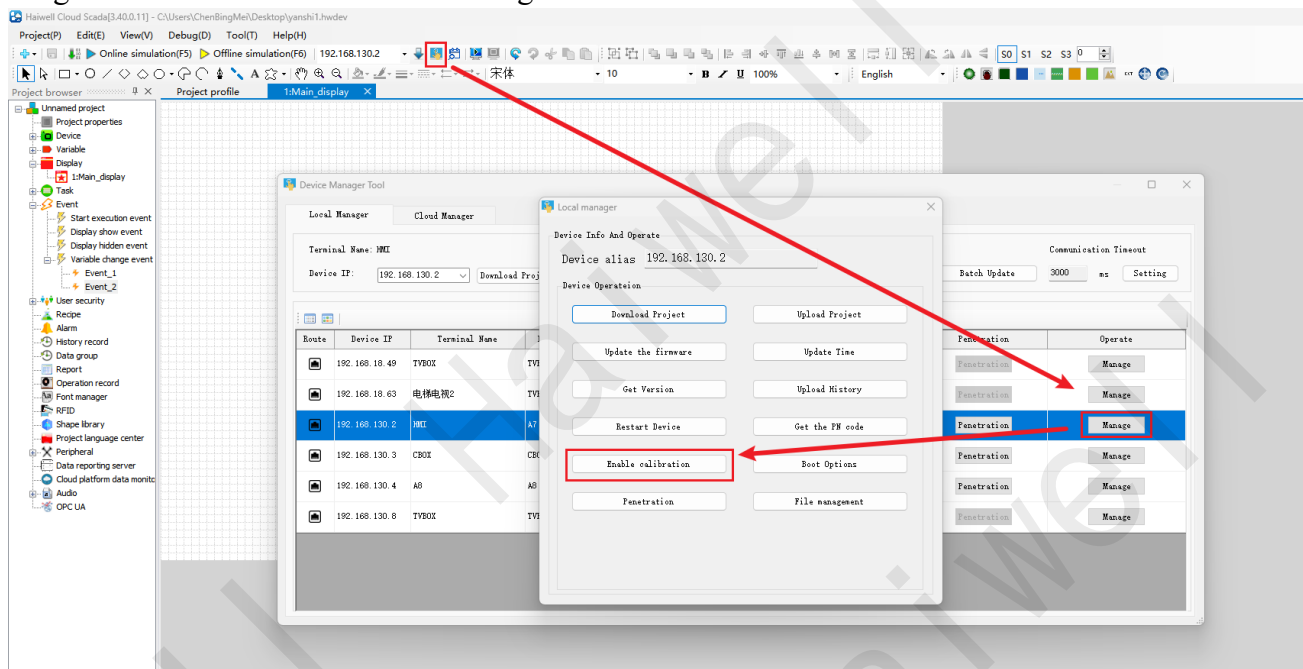 Haiwell Cloud Scada[3.40.0.11] - C:\Users\ChenBingMei\Desktop\yanshi1.hwdev
Project(P) Edit(E) View(V) Debug(D) Tool(T) Help(H)
Online simulation(F5) Offline simulation(F6) 192.168.130.2 S0 S1 S2 S3 0
A 宋体 10 B I U 100% English
Project browser
Project profile 1:Main_display
Unnamed project
Project properties
Device
Variable
Display
1:Main_display
Task
Event
Start execution event
Display show event
Display hidden event
Variable change event
Event_1
Event_2
User security
Recipe
Alarm
History record
Data group
Report
Operation record
Font manager
RFID
Shape library
Project language center
Peripheral
Data reporting server
Cloud platform data monitc
Audio
OPC UA
Device Manager Tool
Local Manager Cloud Manager
Terminal Name: HMI
Device IP: 192.168.130.2 Download Proj
Communication Timeout
Batch Update 3000 ms Setting
Route Device IP Terminal Name Penetration Operate
192.168.18.49 TVBOX TVI Penetration Manage
192.168.18.63 电梯电视2 TVI Penetration Manage
192.168.130.2 HMI A7 Penetration Manage
192.168.130.3 CBOX CBO Penetration Manage
192.168.130.4 A8 A8 Penetration Manage
192.168.130.8 TVBOX TVI Penetration Manage
Local manager
Device Info And Operate
Device alias 192.168.130.2
Device Operateion
Download Project Upload Project
Update the firmware Update Time
Get Version Upload History
Restart Device Get the PN code
Enable calibration Boot Options
Penetration File management
Haiwell